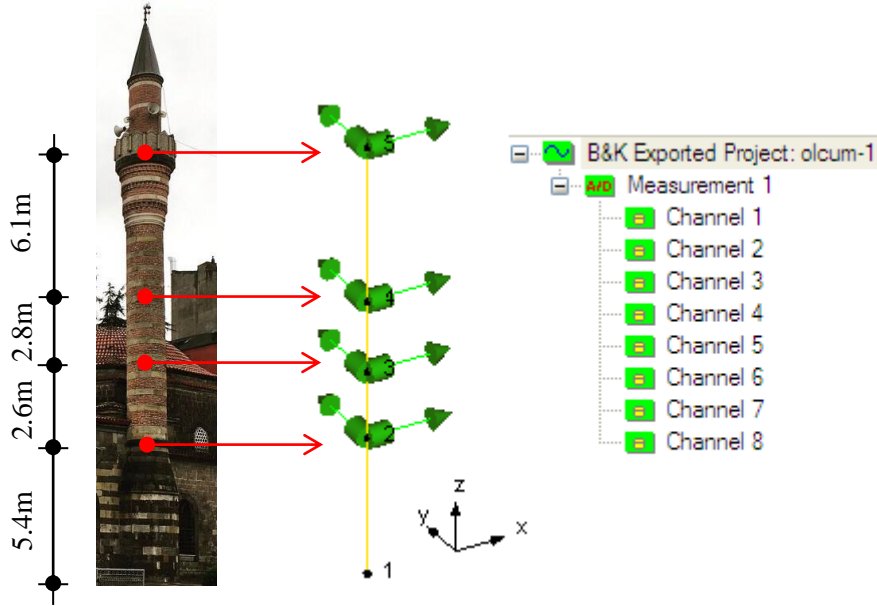 6.1m
2.8m
2.6m
5.4m
5
4
3
2
1
z
y
x
B&K Exported Project: olcum-1
A/D Measurement 1
Channel 1
Channel 2
Channel 3
Channel 4
Channel 5
Channel 6
Channel 7
Channel 8